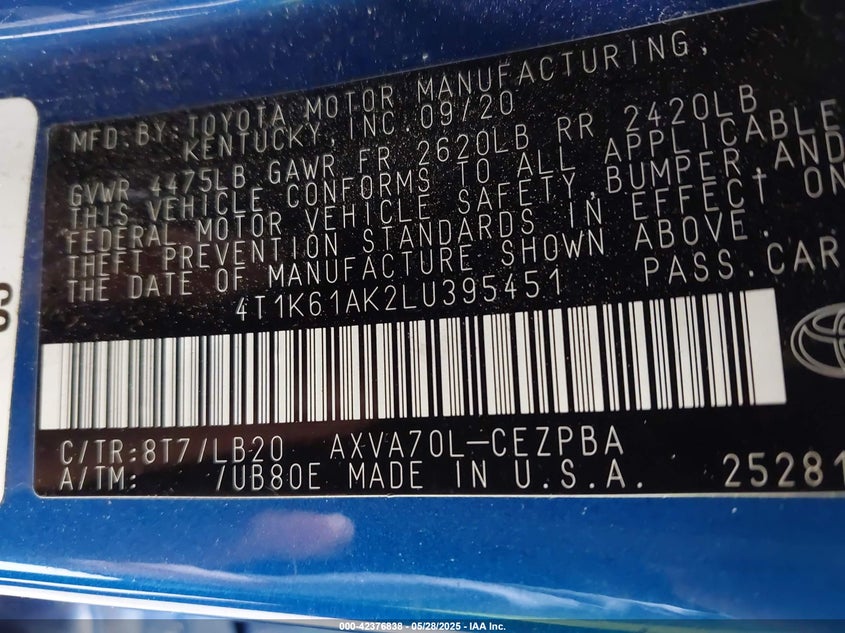 MFD.BY:TOYOTA MOTOR MANUFACTURING,
KENTUCKY, INC. 09/20
GVWR 4475LB GAWR FR 2620LB RR 2420LB
THIS VEHICLE CONFORMS TO ALL APPLICABLE
FEDERAL MOTOR VEHICLE SAFETY,BUMPER,AND
THEFT PREVENTION STANDARDS IN EFFECT ON
THE DATE OF MANUFACTURE SHOWN ABOVE.
4T1K61AK2LU395451 PASS.CAR
C/TR:8T7/LB20 AXVA70L-CEZPBA
A/TM: /UB80E MADE IN U.S.A. 25281
000-42376838 - 05/28/2025 - IAA Inc.